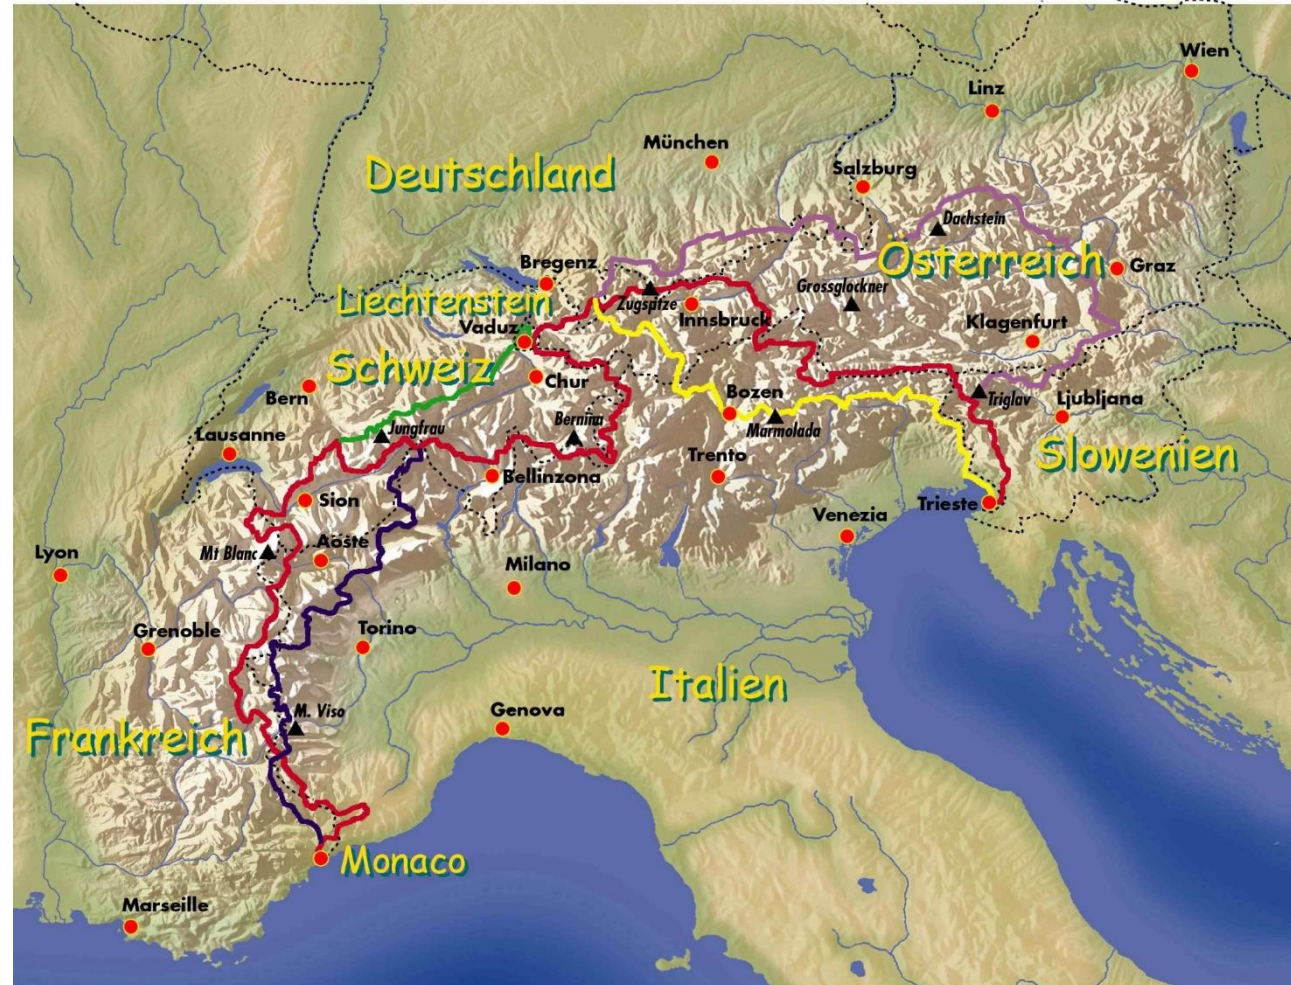 Wien
Linz
München
Salzburg
Deutschland
Dachstein
Österreich
Graz
Bregenz
Liechtenstein
Zugspitze
Grossglöckner
Innsbruck
Klagenfurt
Vaduz
Schweiz
Chur
Bern
Bozen
Triglav
Ljubljana
Jungfrau
Bernina
Marmolada
Lausanne
Slowenien
Trento
Bellinzona
Sion
Trieste
Venezia
Mt Blanc
Aoste
Lyon
Milano
Grenoble
Torino
Italien
M. Viso
Genova
Frankreich
Monaco
Marseille